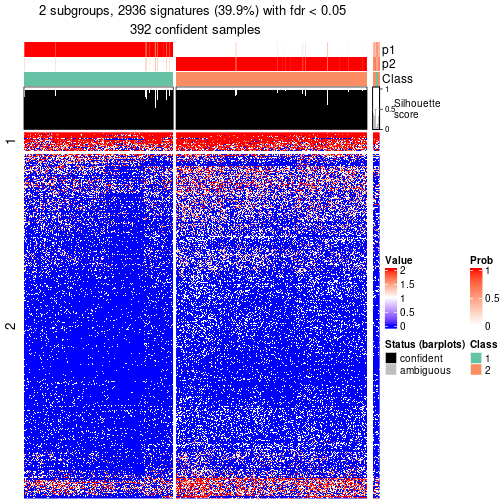 2 subgroups, 2936 signatures (39.9%) with fdr < 0.05
392 confident samples
p1
p2
Class
1
0.5
0
Silhouette
score
1
2
Value
2
1.5
1
0.5
0
Prob
1
0.5
0
Status (barplots)
confident
ambiguous
Class
1
2